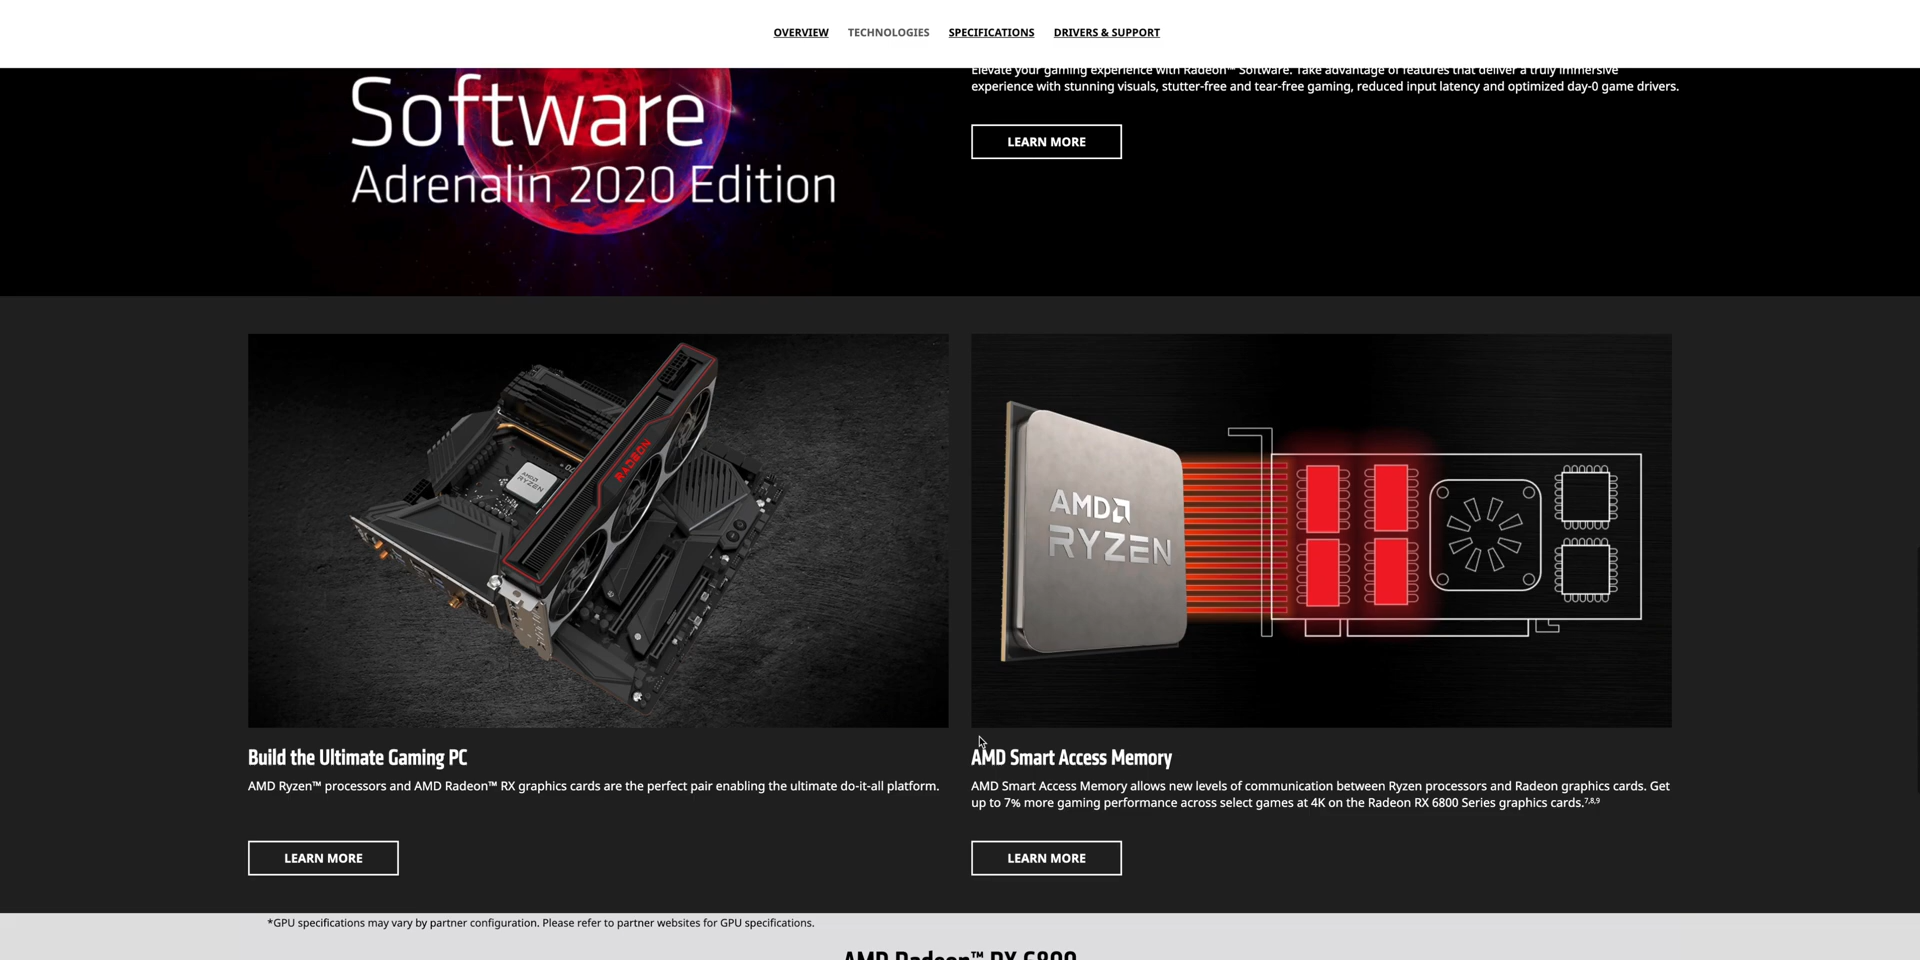 OVERVIEW TECHNOLOGIES SPECIFICATIONS DRIVERS & SUPPORT
Software
Adrenalin 2020 Edition
Elevate your gaming experience with Radeon™ Software. Take advantage of features that deliver a truly immersive
experience with stunning visuals, stutter-free and tear-free gaming, reduced input latency and optimized day-0 game drivers.
LEARN MORE
RADEON
AMD
RYZEN
AMD
RYZEN
Build the Ultimate Gaming PC
AMD Ryzen™ processors and AMD Radeon™ RX graphics cards are the perfect pair enabling the ultimate do-it-all platform.
LEARN MORE
AMD Smart Access Memory
AMD Smart Access Memory allows new levels of communication between Ryzen processors and Radeon graphics cards. Get
up to 7% more gaming performance across select games at 4K on the Radeon RX 6800 Series graphics cards.7,8,9
LEARN MORE
*GPU specifications may vary by partner configuration. Please refer to partner websites for GPU specifications.
AMD Radeon™ RX 6800